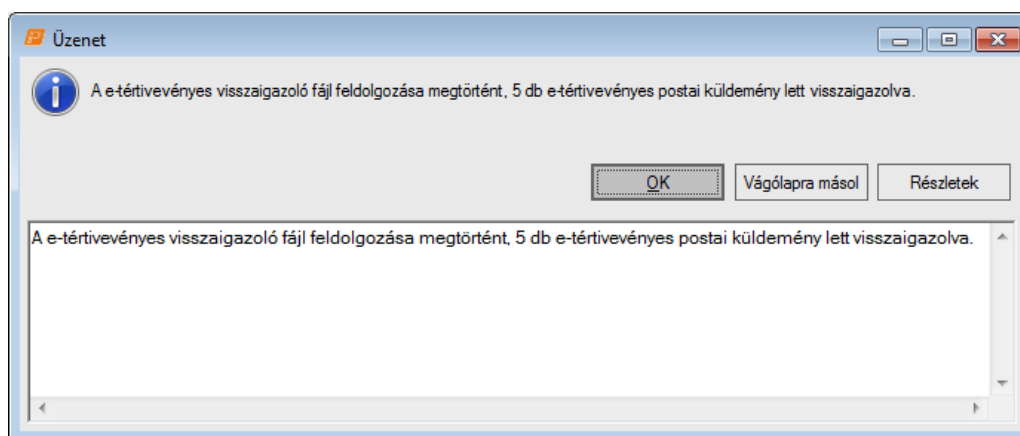 Üzenet
A e-tértivevényes visszaigazoló fájl feldolgozása megtörtént, 5 db e-tértivevényes postai küldemény lett visszaigazolva.
OK
Vágólapra másol
Részletek
A e-tértivevényes visszaigazoló fájl feldolgozása megtörtént, 5 db e-tértivevényes postai küldemény lett visszaigazolva.